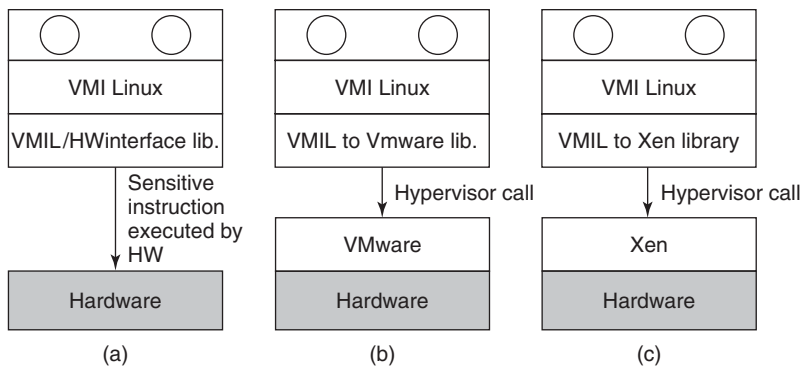 VMI Linux
VMIL/HWinterface lib.
Sensitive
instruction
executed by
HW
Hardware
(a)
VMI Linux
VMIL to Vmware lib.
Hypervisor call
VMware
Hardware
(b)
VMI Linux
VMIL to Xen library
Hypervisor call
Xen
Hardware
(c)